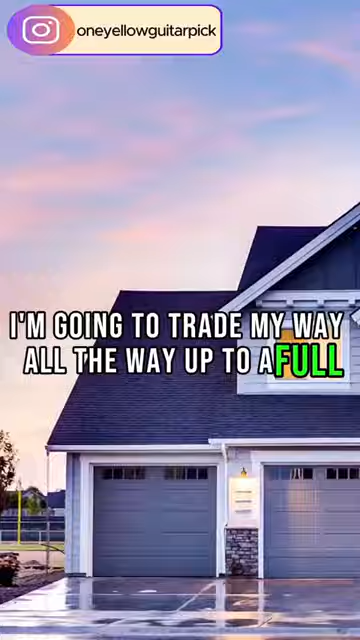 oneyellowguitarpick
I'M GOING TO TRADE MY WAY
ALL THE WAY UP TO A FULL